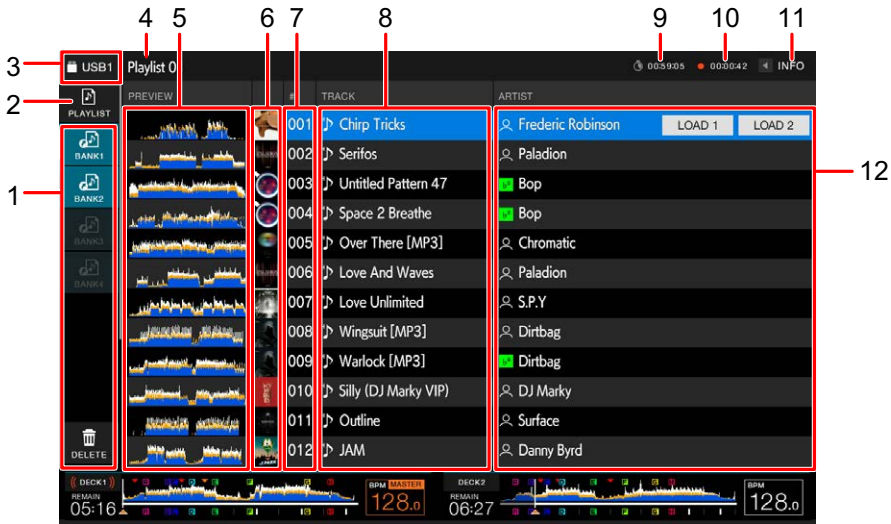 4 5 6 7 8 9 10 11
3 USB1 Playlist 0 00:59:05 00:00:42 INFO
2 PLAYLIST
PREVIEW # TRACK ARTIST
001 Chirp Tricks Frederic Robinson LOAD 1 LOAD 2
1 BANK1
002 Serifos Paladion
12
BANK2
003 Untitled Pattern 47 Bop
004 Space 2 Breathe Bop
BANK3
005 Over There [MP3] Chromatic
006 Love And Waves Paladion
BANK4
007 Love Unlimited S.P.Y
008 Wingsuit [MP3] Dirtbag
009 Warlock [MP3] Dirtbag
010 Silly (DJ Marky VIP) DJ Marky
011 Outline Surface
012 JAM Danny Byrd
DELETE
DECK1 BPM MASTER DECK2 BPM
REMAIN 128.0 REMAIN 128.0
05:16 06:27